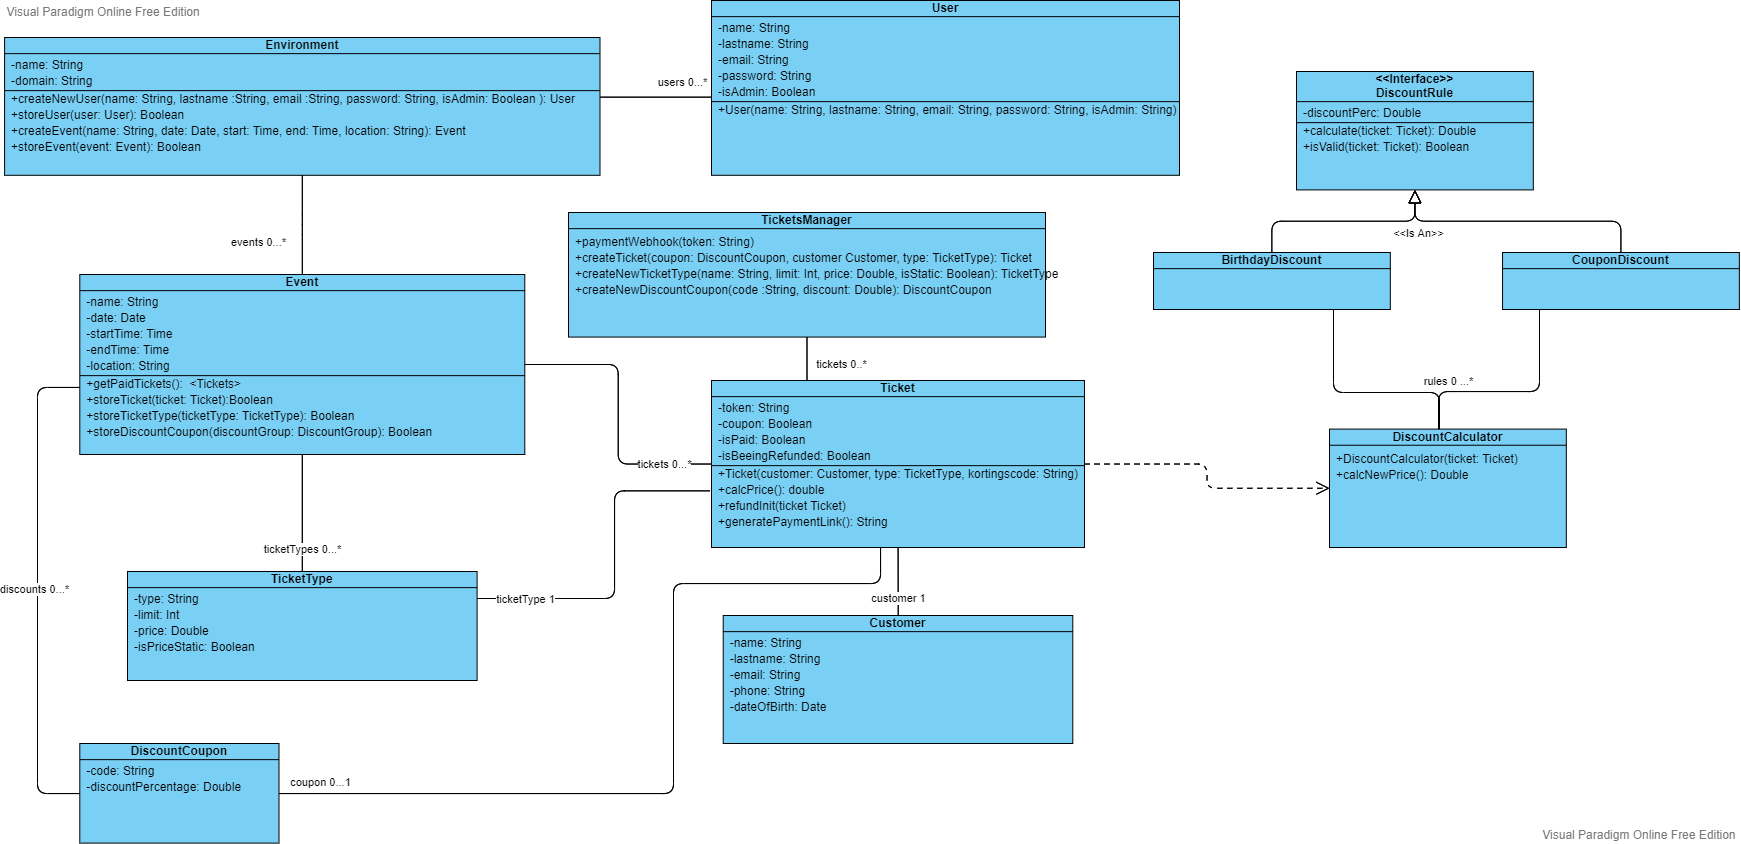 Visual Paradigm Online Free Edition
Environment
-name: String
-domain: String
+createNewUser(name: String, lastname :String, email :String, password: String, isAdmin: Boolean ): User
+storeUser(user: User): Boolean
+createEvent(name: String, date: Date, start: Time, end: Time, location: String): Event
+storeEvent(event: Event): Boolean
users 0...*
User
-name: String
-lastname: String
-email: String
-password: String
-isAdmin: Boolean
+User(name: String, lastname: String, email: String, password: String, isAdmin: String)
<<Interface>>
DiscountRule
-discountPerc: Double
+calculate(ticket: Ticket): Double
+isValid(ticket: Ticket): Boolean
<<Is An>>
events 0...*
TicketsManager
+paymentWebhook(token: String)
+createTicket(coupon: DiscountCoupon, customer Customer, type: TicketType): Ticket
+createNewTicketType(name: String, limit: Int, price: Double, isStatic: Boolean): TicketType
+createNewDiscountCoupon(code :String, discount: Double): DiscountCoupon
BirthdayDiscount
CouponDiscount
Event
-name: String
-date: Date
-startTime: Time
-endTime: Time
-location: String
+getPaidTickets():  <Tickets>
+storeTicket(ticket: Ticket):Boolean
+storeTicketType(ticketType: TicketType): Boolean
+storeDiscountCoupon(discountGroup: DiscountGroup): Boolean
tickets 0..*
rules 0 ...*
Ticket
-token: String
-coupon: Boolean
-isPaid: Boolean
-isBeeingRefunded: Boolean
+Ticket(customer: Customer, type: TicketType, kortingscode: String)
+calcPrice(): double
+refundInit(ticket Ticket)
+generatePaymentLink(): String
tickets 0...*
DiscountCalculator
+DiscountCalculator(ticket: Ticket)
+calcNewPrice(): Double
ticketTypes 0...*
discounts 0...*
TicketType
-type: String
-limit: Int
-price: Double
-isPriceStatic: Boolean
ticketType 1
customer 1
Customer
-name: String
-lastname: String
-email: String
-phone: String
-dateOfBirth: Date
DiscountCoupon
-code: String
-discountPercentage: Double
coupon 0...1
Visual Paradigm Online Free Edition